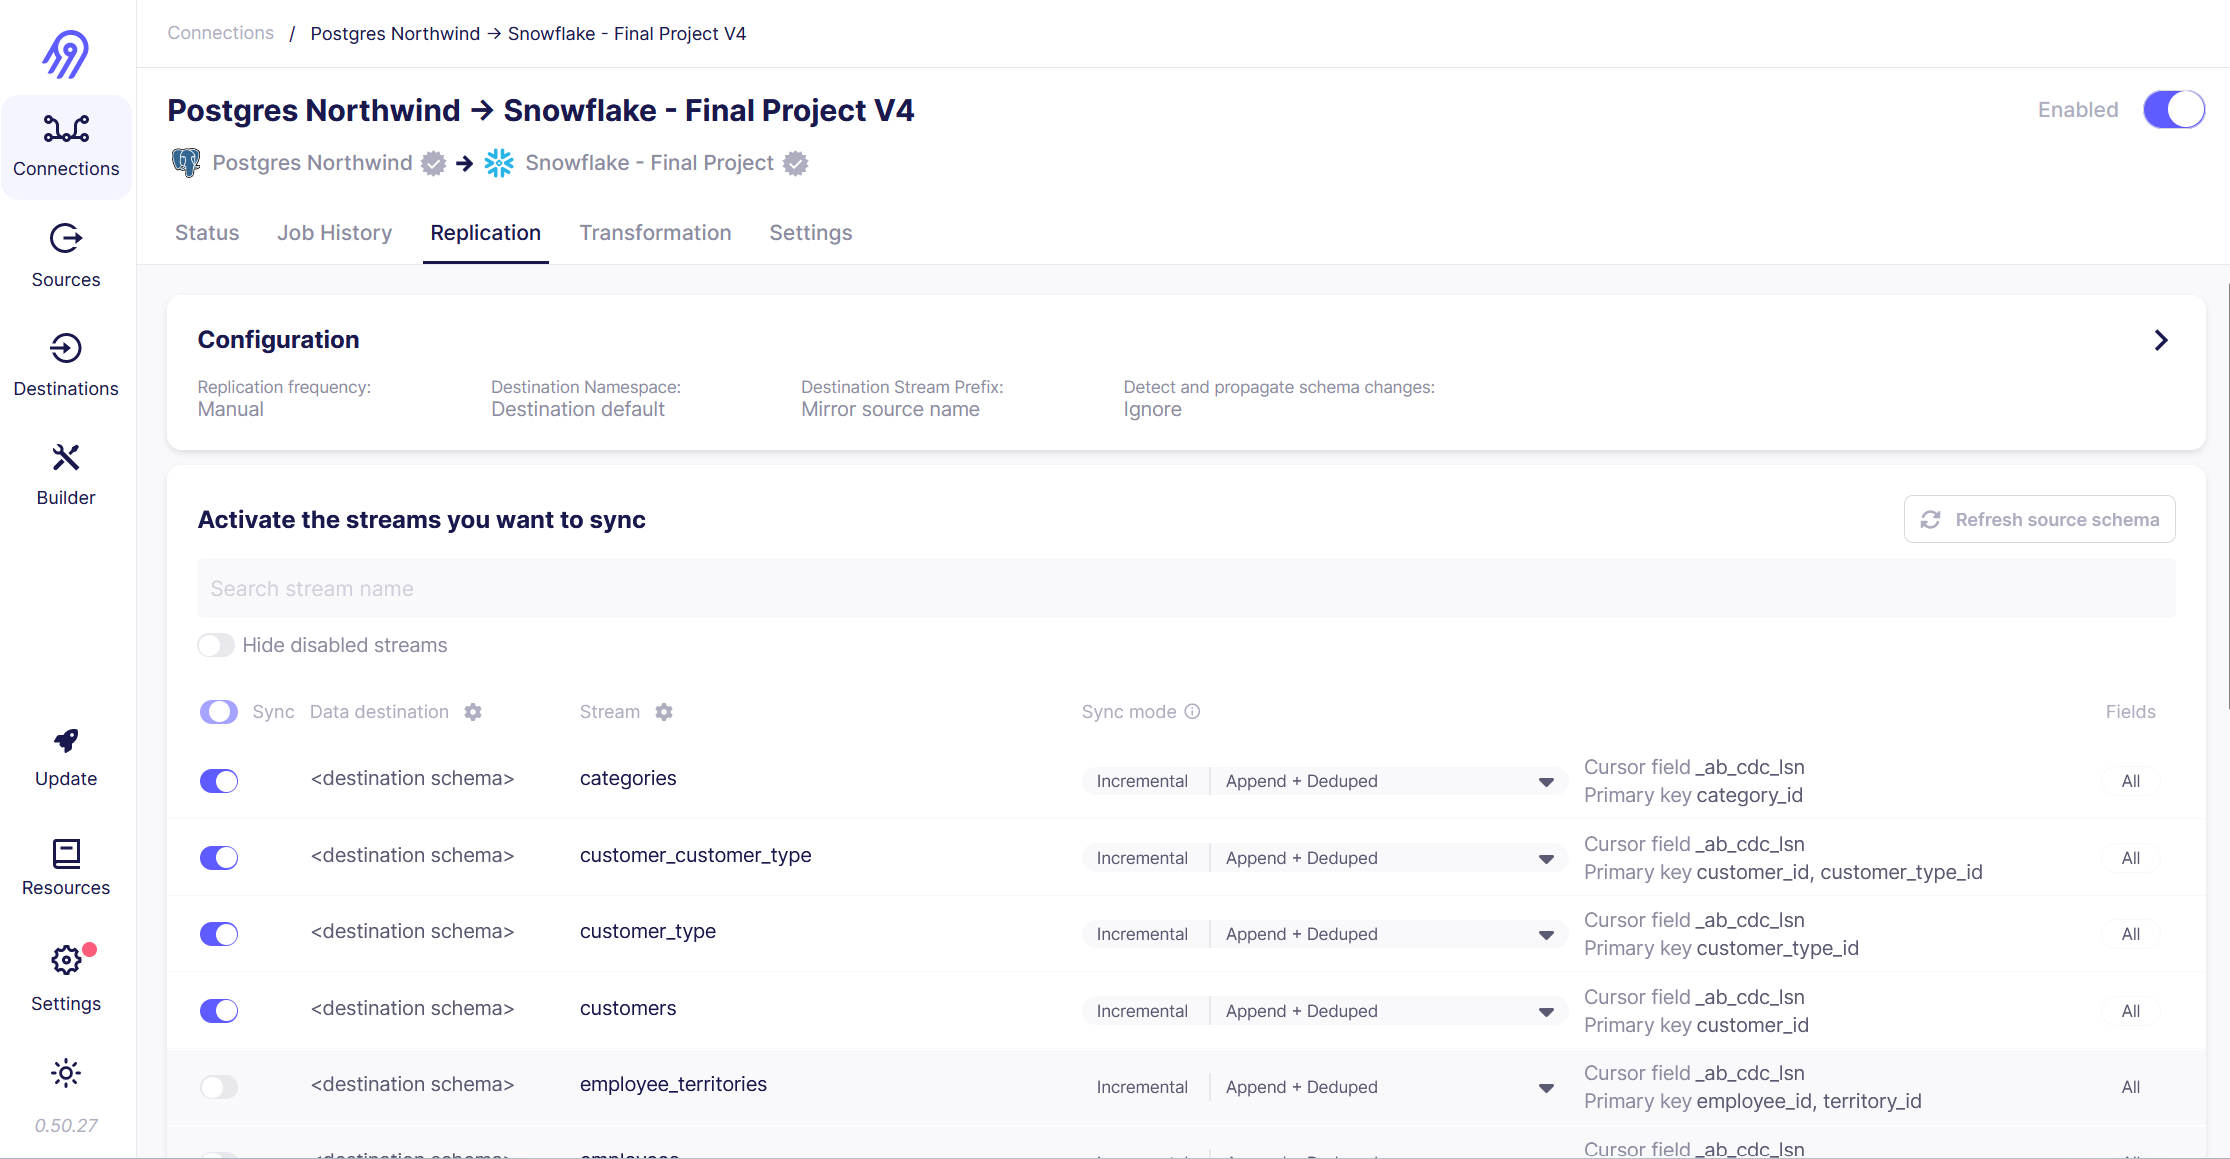 Connections / Postgres Northwind → Snowflake - Final Project V4
Postgres Northwind → Snowflake - Final Project V4
Enabled
Postgres Northwind → Snowflake - Final Project
Status Job History Replication Transformation Settings
Connections
Sources
Destinations
Builder
Update
Resources
Settings
0.50.27
Configuration
Replication frequency: Destination Namespace: Destination Stream Prefix: Detect and propagate schema changes:
Manual Destination default Mirror source name Ignore
Activate the streams you want to sync
Refresh source schema
Search stream name
Hide disabled streams
Sync Data destination Stream Sync mode Fields
<destination schema> categories Incremental Append + Deduped Cursor field _ab_cdc_lsn All
Primary key category_id
<destination schema> customer_customer_type Incremental Append + Deduped Cursor field _ab_cdc_lsn All
Primary key customer_id, customer_type_id
<destination schema> customer_type Incremental Append + Deduped Cursor field _ab_cdc_lsn All
Primary key customer_type_id
<destination schema> customers Incremental Append + Deduped Cursor field _ab_cdc_lsn All
Primary key customer_id
<destination schema> employee_territories Incremental Append + Deduped Cursor field _ab_cdc_lsn All
Primary key employee_id, territory_id
<destination schema> employees Cursor field _ab_cdc_lsn